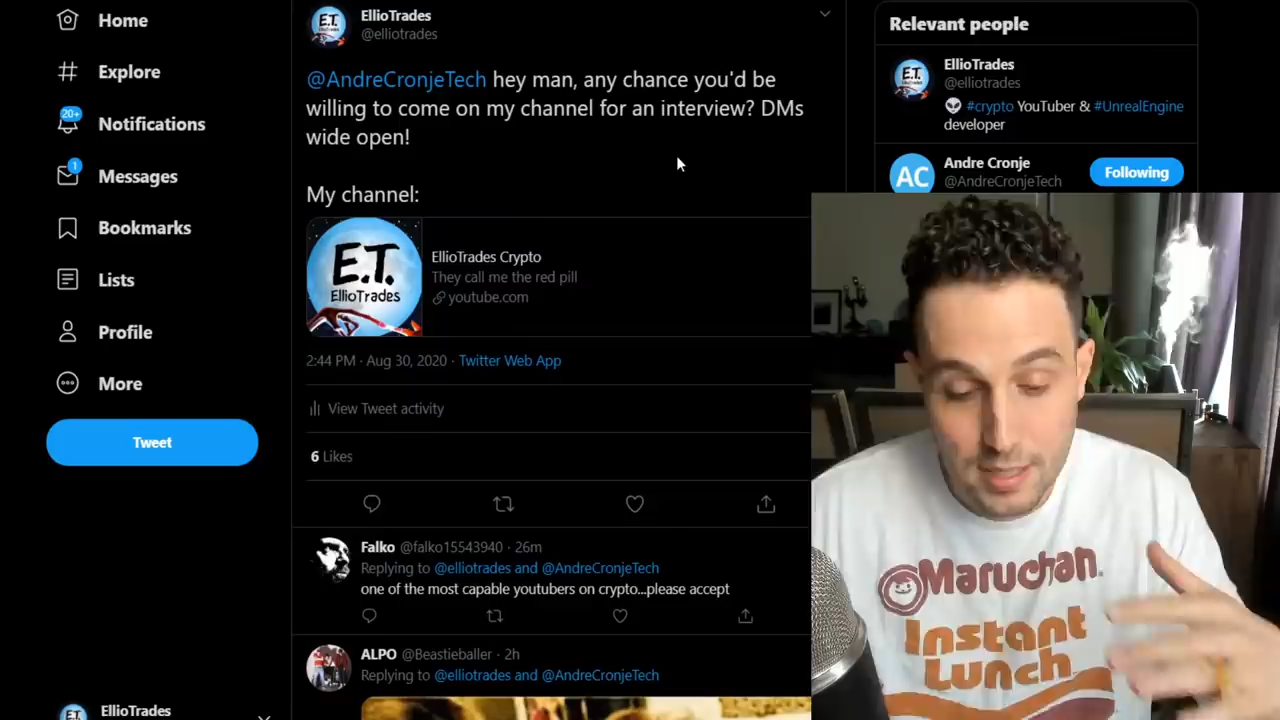 Home
Explore
20+
Notifications
1
Messages
Bookmarks
Lists
Profile
More
Tweet
E.T.
EllioTrades
E.T.
EllioTrades
@elliotrades
@AndreCronjeTech hey man, any chance you'd be
willing to come on my channel for an interview? DMs
wide open!
My channel:
E.T.
EllioTrades
EllioTrades Crypto
They call me the red pill
youtube.com
2:44 PM · Aug 30, 2020 · Twitter Web App
View Tweet activity
6 Likes
Falko @falko15543940 · 26m
Replying to @elliotrades and @AndreCronjeTech
one of the most capable youtubers on crypto...please accept
ALPO @Beastieballer · 2h
Replying to @elliotrades and @AndreCronjeTech
Relevant people
E.T.
EllioTrades
@elliotrades
#crypto YouTuber & #UnrealEngine
developer
AC
Andre Cronje
@AndreCronjeTech
Following
Maruchan
Instant
Lunch